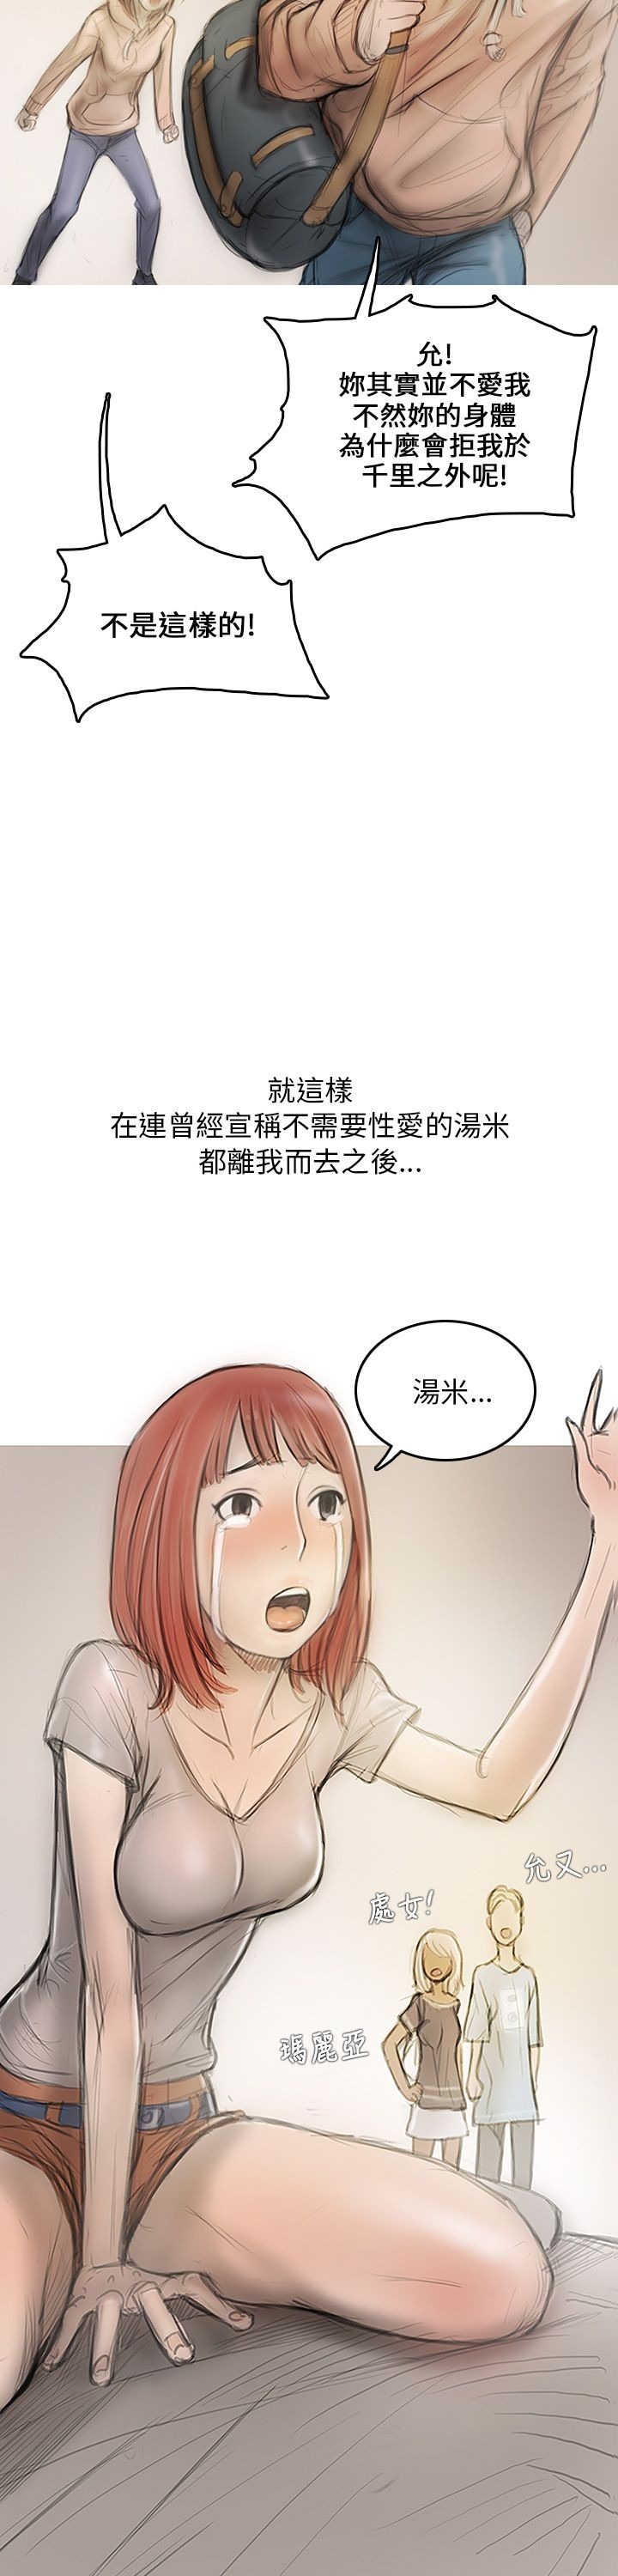 允!
妳其實並不愛我
不然妳的身體
為什麼會拒我於
千里之外呢!
不是這樣的!
就這樣
在連曾經宣稱不需要性愛的湯米
都離我而去之後...
湯米...
允又...
處女!
瑪麗亞